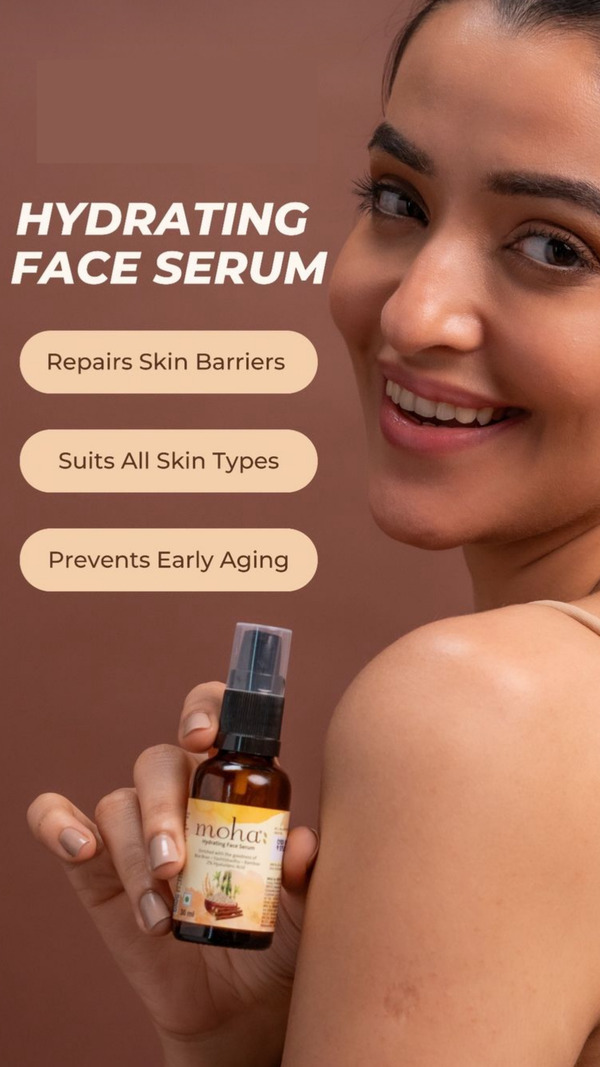 HYDRATING
FACE SERUM
Repairs Skin Barriers
Suits All Skin Types
Prevents Early Aging
moha
Hydrating Face Serum